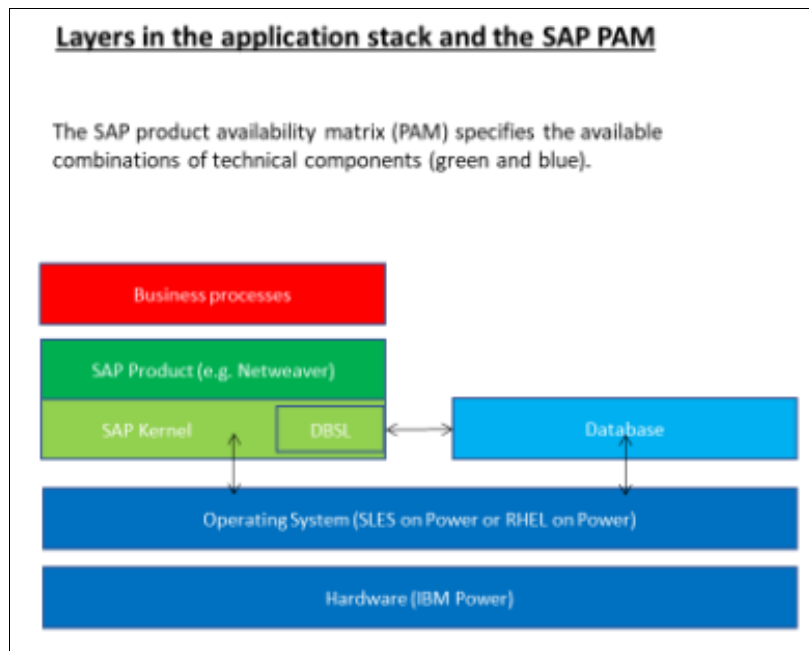 Layers in the application stack and the SAP PAM
The SAP product availability matrix (PAM) specifies the available
combinations of technical components (green and blue).
Business processes
SAP Product (e.g. Netweaver)
SAP Kernel
DBSL
Database
Operating System (SLES on Power or RHEL on Power)
Hardware (IBM Power)